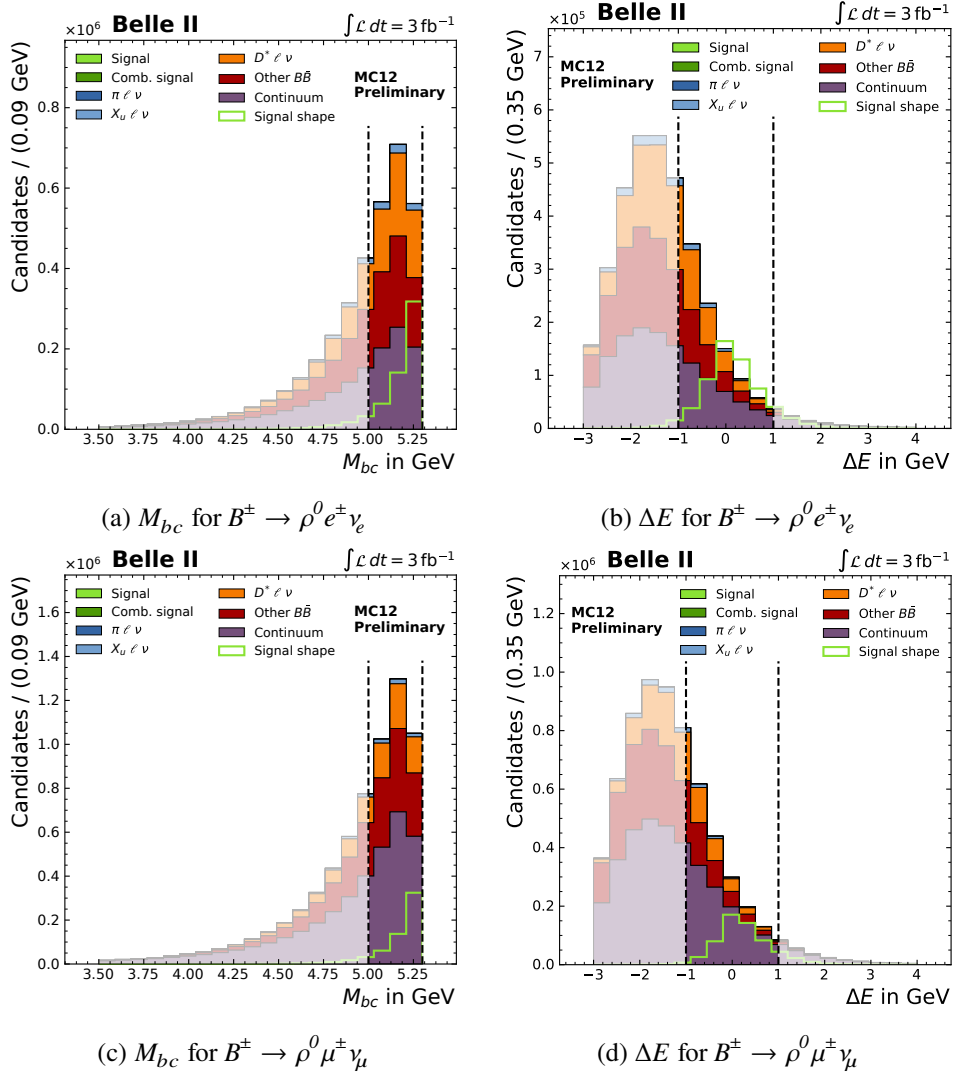 Belle II ∫ℒ dt = 3 fb⁻¹
×10⁶
Signal
Comb. signal
π ℓ ν
Xᵤ ℓ ν
D* ℓ ν
Other BB̄
Continuum
Signal shape
MC12
Preliminary
Candidates / (0.09 GeV)
0.8
0.6
0.4
0.2
0.0
3.50 3.75 4.00 4.25 4.50 4.75 5.00 5.25
M_bc in GeV
(a) M_bc for B± → ρ⁰e±νₑ
Belle II ∫ℒ dt = 3 fb⁻¹
×10⁵
Signal
Comb. signal
π ℓ ν
Xᵤ ℓ ν
D* ℓ ν
Other BB̄
Continuum
Signal shape
MC12
Preliminary
Candidates / (0.35 GeV)
7
6
5
4
3
2
1
0
−3 −2 −1 0 1 2 3 4
ΔE in GeV
(b) ΔE for B± → ρ⁰e±νₑ
Belle II ∫ℒ dt = 3 fb⁻¹
×10⁶
Signal
Comb. signal
π ℓ ν
Xᵤ ℓ ν
D* ℓ ν
Other BB̄
Continuum
Signal shape
MC12
Preliminary
Candidates / (0.09 GeV)
1.6
1.4
1.2
1.0
0.8
0.6
0.4
0.2
0.0
3.50 3.75 4.00 4.25 4.50 4.75 5.00 5.25
M_bc in GeV
(c) M_bc for B± → ρ⁰μ±ν_μ
Belle II ∫ℒ dt = 3 fb⁻¹
×10⁶
Signal
Comb. signal
π ℓ ν
Xᵤ ℓ ν
D* ℓ ν
Other BB̄
Continuum
Signal shape
MC12
Preliminary
Candidates / (0.35 GeV)
1.2
1.0
0.8
0.6
0.4
0.2
0.0
−3 −2 −1 0 1 2 3 4
ΔE in GeV
(d) ΔE for B± → ρ⁰μ±ν_μ